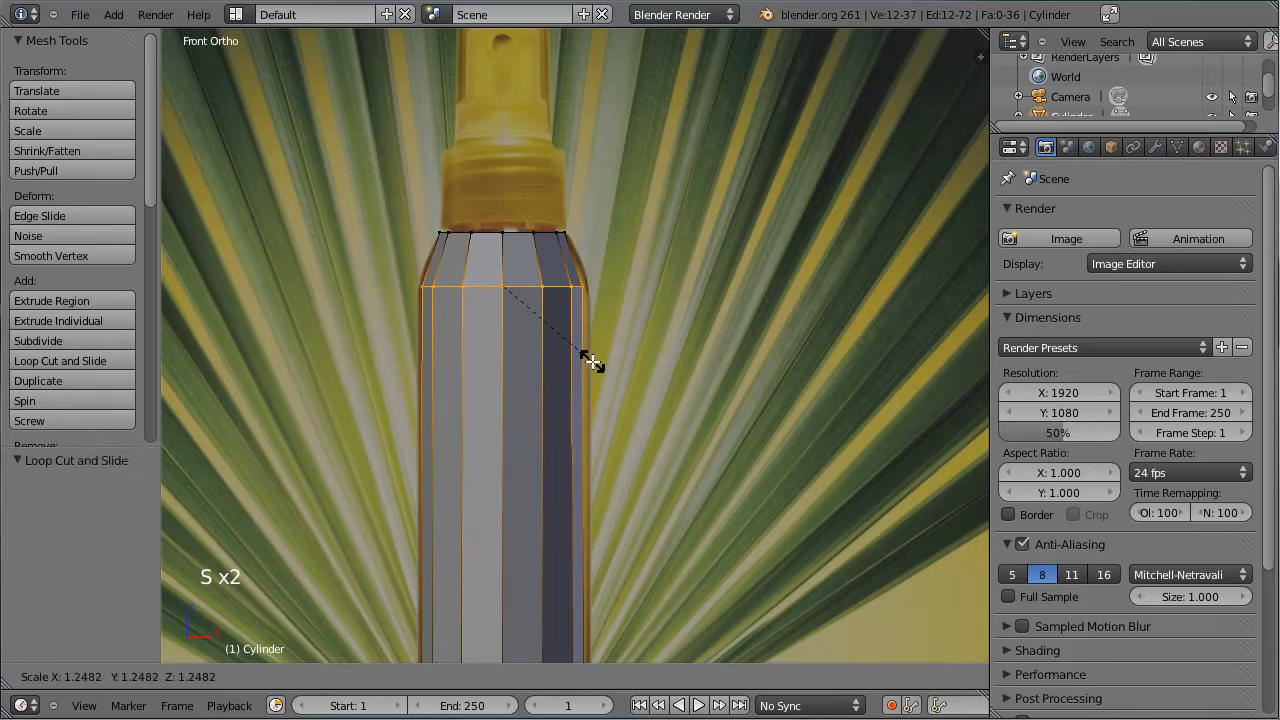 File Add Render Help Default Scene Blender Render blender.org 261 | Ve:12-37 | Ed:12-72 | Fa:0-36 | Cylinder
Mesh Tools
Transform:
Translate
Rotate
Scale
Shrink/Fatten
Push/Pull
Deform:
Edge Slide
Noise
Smooth Vertex
Add:
Extrude Region
Extrude Individual
Subdivide
Loop Cut and Slide
Duplicate
Spin
Screw
Remove:
Loop Cut and Slide
Front Ortho
S x2
(1) Cylinder
Scale X: 1.2482 Y: 1.2482 Z: 1.2482
View Marker Frame Playback Start: 1 End: 250 1 No Sync
View Search All Scenes
RenderLayers
World
Camera
Cylinder
Scene
Render
Image Animation
Display: Image Editor
Layers
Dimensions
Render Presets
Resolution: Frame Range:
X: 1920 Start Frame: 1
Y: 1080 End Frame: 250
50% Frame Step: 1
Aspect Ratio: Frame Rate:
X: 1.000 24 fps
Y: 1.000 Time Remapping:
Border Crop Ol: 100 N: 100
Anti-Aliasing
5 8 11 16 Mitchell-Netravali
Full Sample Size: 1.000
Sampled Motion Blur
Shading
Performance
Post Processing